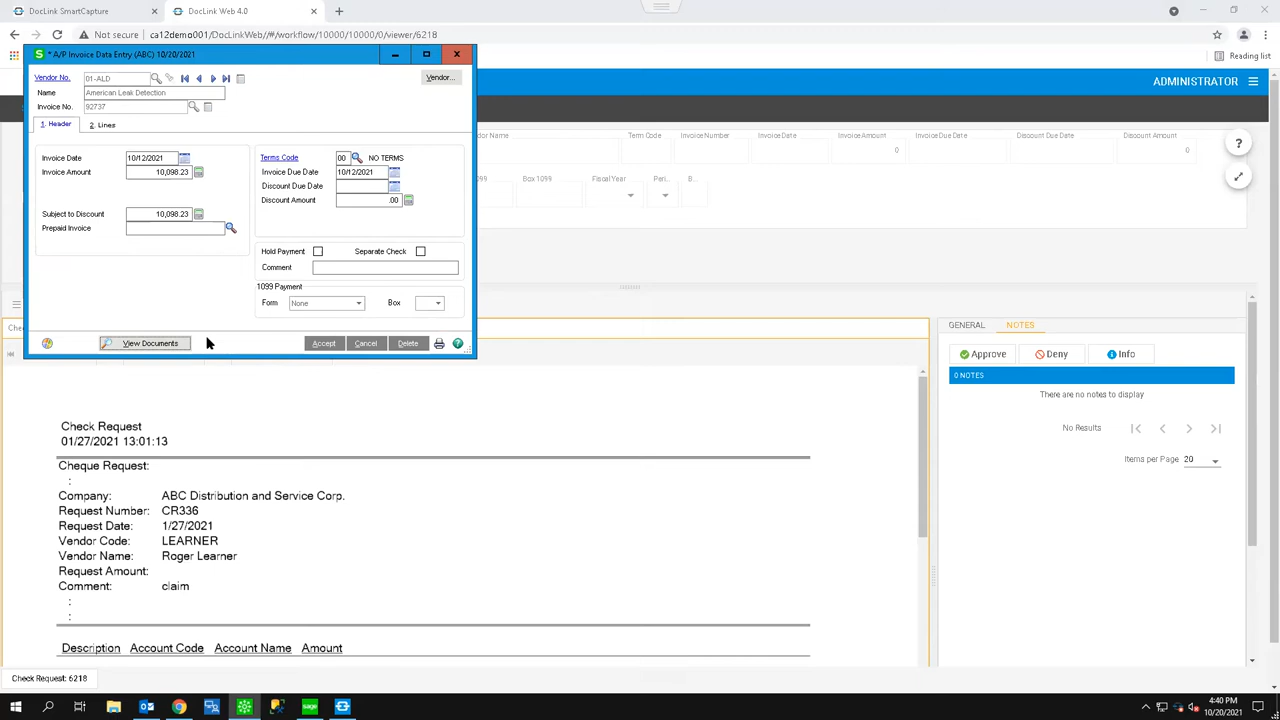 DocLink SmartCapture
DocLink Web 4.0
Not secure
ca12demo01/DocLinkWeb/#/workflow/10000/10000/0/viewer/6218
Reading list
ADMINISTRATOR
S * A/P Invoice Data Entry (ABC) 10/20/2021
Vendor No. 01-ALD
Vendor...
Name American Leak Detection
Invoice No. 92737
1. Header 2. Lines
Invoice Date 10/12/2021
Invoice Amount 10,098.23
Subject to Discount 10,098.23
Prepaid Invoice
Terms Code 00 NO TERMS
Invoice Due Date 10/12/2021
Discount Due Date
Discount Amount .00
Hold Payment Separate Check
Comment
1099 Payment
Form None Box
View Documents Accept Cancel Delete
Term Code Invoice Number Invoice Date Invoice Amount Invoice Due Date Discount Due Date Discount Amount
0 0
Box 1099 Fiscal Year Peri... B...
?
GENERAL NOTES
Approve Deny Info
0 NOTES
There are no notes to display
No Results
Items per Page 20
Check Request
01/27/2021 13:01:13
Cheque Request:
:
Company: ABC Distribution and Service Corp.
Request Number: CR336
Request Date: 1/27/2021
Vendor Code: LEARNER
Vendor Name: Roger Learner
Request Amount:
Comment: claim
:
:
Description Account Code Account Name Amount
Check Request: 6218
sage
4:40 PM
10/20/2021